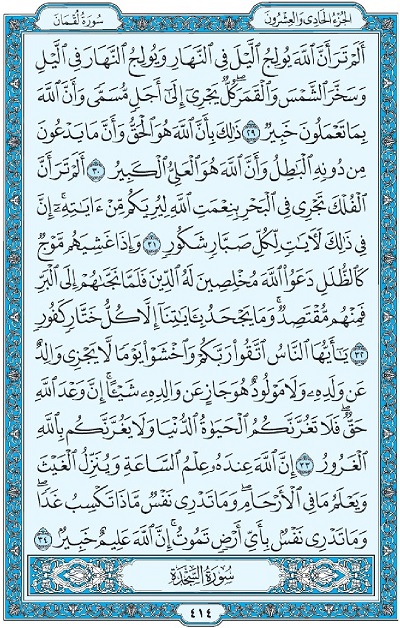 الجزء الحادى والعشرون
سورة لقمان
أَلَمْ تَرَ أَنَّ ٱللَّهَ يُولِجُ ٱلَّيْلَ فِى ٱلنَّهَارِ وَيُولِجُ ٱلنَّهَارَ فِى ٱلَّيْلِ
وَسَخَّرَ ٱلشَّمْسَ وَٱلْقَمَرَ كُلٌّ يَجْرِىٓ إِلَىٰٓ أَجَلٍ مُّسَمًّى وَأَنَّ ٱللَّهَ
بِمَا تَعْمَلُونَ خَبِيرٌ ٢٩ ذَٰلِكَ بِأَنَّ ٱللَّهَ هُوَ ٱلْحَقُّ وَأَنَّ مَا يَدْعُونَ
مِن دُونِهِ ٱلْبَٰطِلُ وَأَنَّ ٱللَّهَ هُوَ ٱلْعَلِىُّ ٱلْكَبِيرُ ٣٠ أَلَمْ تَرَ أَنَّ
ٱلْفُلْكَ تَجْرِى فِى ٱلْبَحْرِ بِنِعْمَتِ ٱللَّهِ لِيُرِيَكُم مِّنْ ءَايَٰتِهِۦٓ إِنَّ
فِى ذَٰلِكَ لَءَايَٰتٍ لِّكُلِّ صَبَّارٍ شَكُورٍ ٣١ وَإِذَا غَشِيَهُم مَّوْجٌ
كَٱلظُّلَلِ دَعَوُا۟ ٱللَّهَ مُخْلِصِينَ لَهُ ٱلدِّينَ فَلَمَّا نَجَّىٰهُمْ إِلَى ٱلْبَرِّ
فَمِنْهُم مُّقْتَصِدٌ وَمَا يَجْحَدُ بِـَٔايَٰتِنَآ إِلَّا كُلُّ خَتَّارٍ كَفُورٍ
٣٢ يَٰٓأَيُّهَا ٱلنَّاسُ ٱتَّقُوا۟ رَبَّكُمْ وَٱخْشَوْا۟ يَوْمًا لَّا يَجْزِى وَالِدٌ
عَن وَلَدِهِۦ وَلَا مَوْلُودٌ هُوَ جَازٍ عَن وَالِدِهِۦ شَيْـًٔا إِنَّ وَعْدَ ٱللَّهِ
حَقٌّ فَلَا تَغُرَّنَّكُمُ ٱلْحَيَوٰةُ ٱلدُّنْيَا وَلَا يَغُرَّنَّكُم بِٱللَّهِ
ٱلْغَرُورُ ٣٣ إِنَّ ٱللَّهَ عِندَهُۥ عِلْمُ ٱلسَّاعَةِ وَيُنَزِّلُ ٱلْغَيْثَ
وَيَعْلَمُ مَا فِى ٱلْأَرْحَامِ وَمَا تَدْرِى نَفْسٌ مَّاذَا تَكْسِبُ غَدًا
وَمَا تَدْرِى نَفْسٌۢ بِأَىِّ أَرْضٍ تَمُوتُ إِنَّ ٱللَّهَ عَلِيمٌ خَبِيرٌۢ ٣٤
سورة السجدة
٤١٤